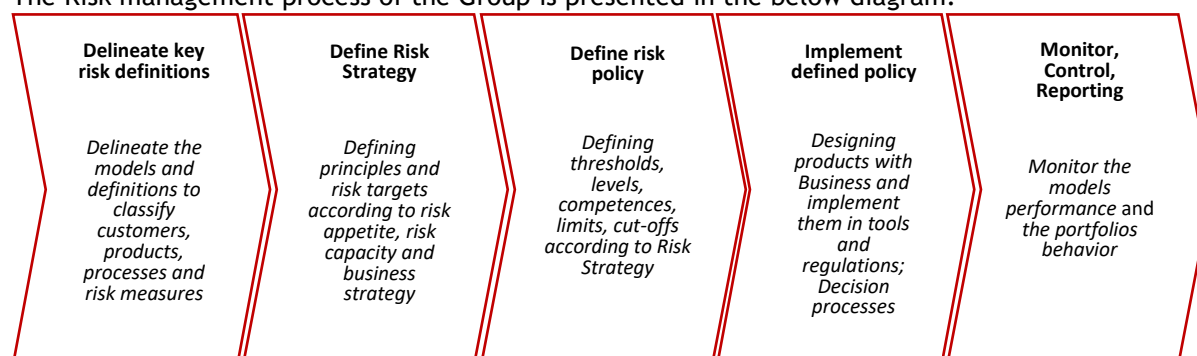 The Risk management process of the Group is presented in the below diagram:
Delineate key
risk definitions
Delineate the
models and
definitions to
classify
customers,
products,
processes and
risk measures
Define Risk
Strategy
Defining
principles and
risk targets
according to risk
appetite, risk
capacity and
business
strategy
Define risk
policy
Defining
thresholds,
levels,
competences,
limits, cut-offs
according to Risk
Strategy
Implement
defined policy
Designing
products with
Business and
implement
them in tools
and
regulations;
Decision
processes
Monitor,
Control,
Reporting
Monitor the
models
performance and
the portfolios
behavior